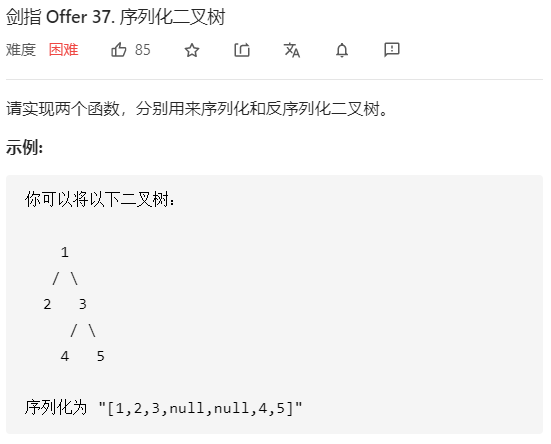 剑指 Offer 37. 序列化二叉树
难度 困难 85
请实现两个函数，分别用来序列化和反序列化二叉树。
示例:
你可以将以下二叉树：
1
/ \
2 3
/ \
4 5
序列化为 "[1,2,3,null,null,4,5]"